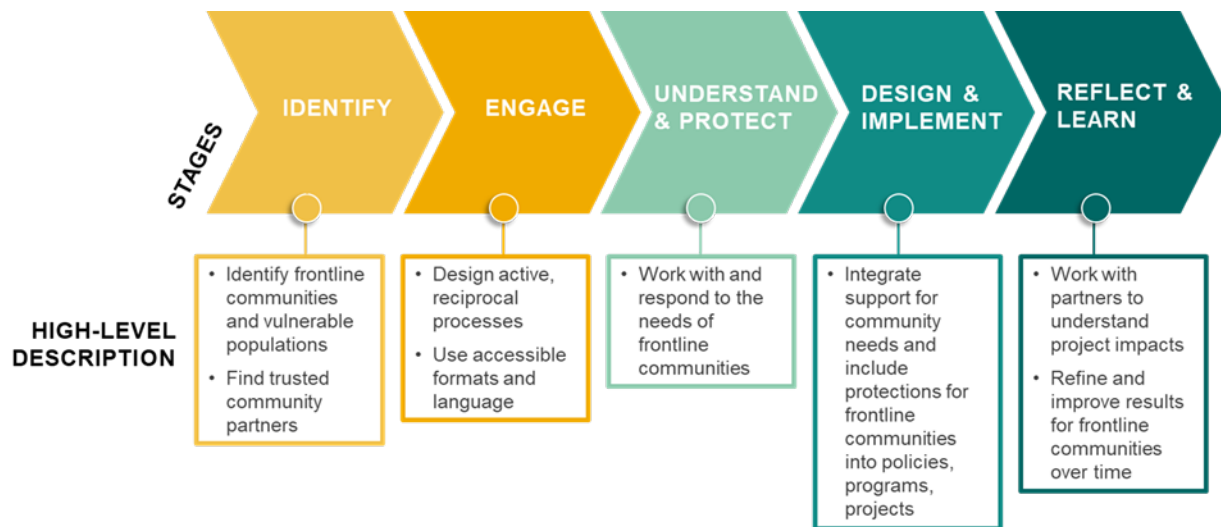 STAGES
IDENTIFY
ENGAGE
UNDERSTAND
& PROTECT
DESIGN &
IMPLEMENT
REFLECT &
LEARN
HIGH-LEVEL
DESCRIPTION
• Identify frontline
communities
and vulnerable
populations
• Find trusted
community
partners
• Design active,
reciprocal
processes
• Use accessible
formats and
language
• Work with and
respond to the
needs of
frontline
communities
• Integrate
support for
community
needs and
include
protections for
frontline
communities
into policies,
programs,
projects
• Work with
partners to
understand
project impacts
• Refine and
improve results
for frontline
communities
over time